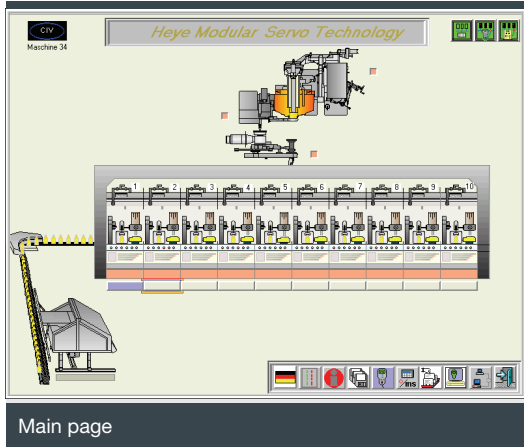 CIV
Maschine 34
Heye Modular Servo Technology
1 2 3 4 5 6 7 8 9 10
/ms
Main page